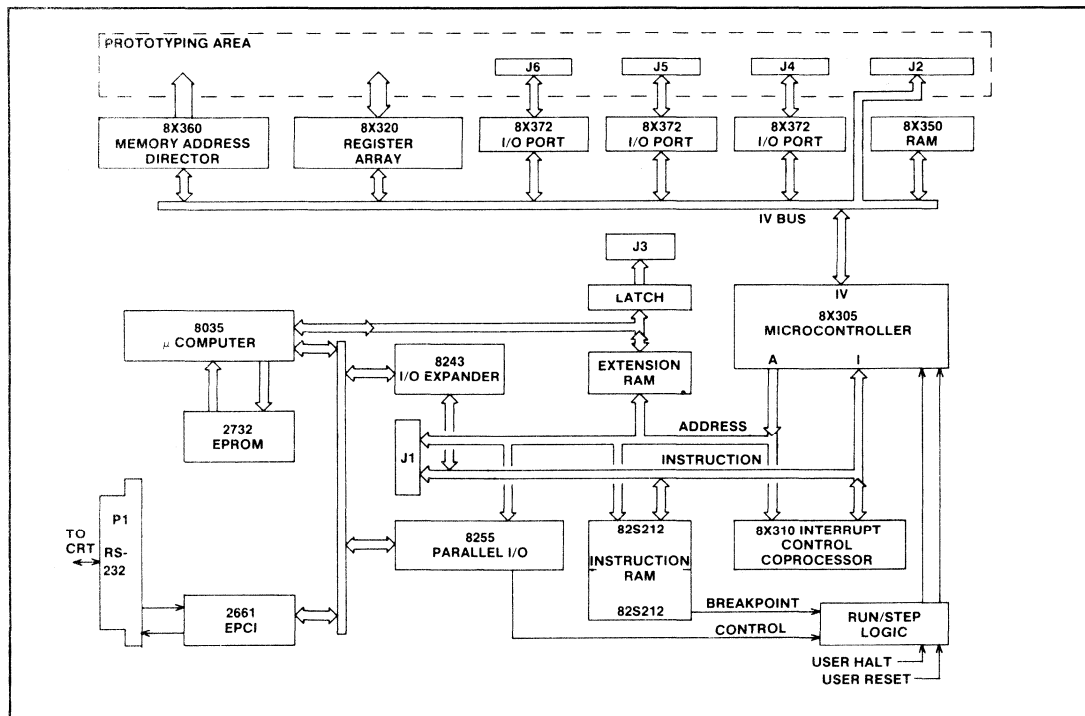 PROTOTYPING AREA
J6
J5
J4
J2
8X360
MEMORY ADDRESS
DIRECTOR
8X320
REGISTER
ARRAY
8X372
I/O PORT
8X372
I/O PORT
8X372
I/O PORT
8X350
RAM
IV BUS
J3
LATCH
IV
8X305
MICROCONTROLLER
A
I
8035
μ COMPUTER
8243
I/O EXPANDER
EXTENSION
RAM
2732
EPROM
J1
ADDRESS
INSTRUCTION
TO
CRT
P1
RS-
232
8255
PARALLEL I/O
82S212
INSTRUCTION
RAM
82S212
8X310 INTERRUPT
CONTROL
COPROCESSOR
2661
EPCI
BREAKPOINT
CONTROL
RUN/STEP
LOGIC
USER HALT
USER RESET